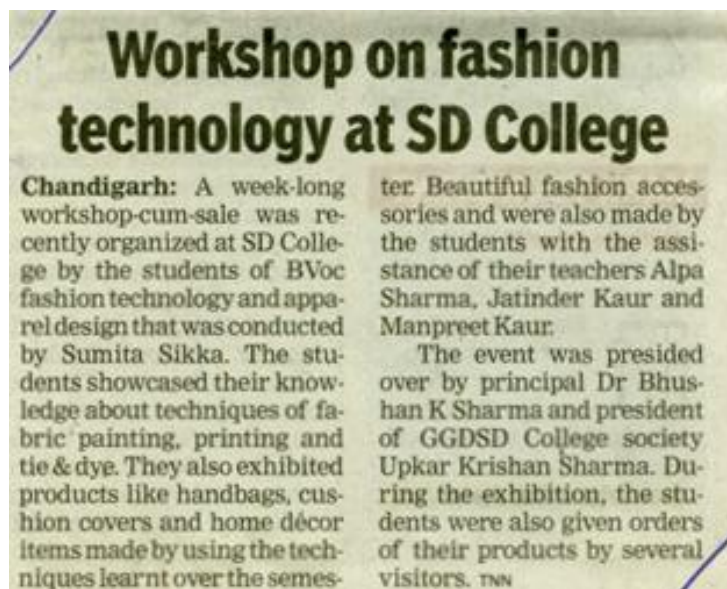 Workshop on fashion
technology at SD College
Chandigarh: A week-long
workshop-cum-sale was re-
cently organized at SD Colle-
ge by the students of BVoc
fashion technology and appa-
rel design that was conducted
by Sumita Sikka. The stu-
dents showcased their know-
ledge about techniques of fa-
bric painting, printing and
tie & dye. They also exhibited
products like handbags, cus-
hion covers and home décor
items made by using the tech-
niques learnt over the semes-
ter. Beautiful fashion acces-
sories and were also made by
the students with the assi-
stance of their teachers Alpa
Sharma, Jatinder Kaur and
Manpreet Kaur.
The event was presided
over by principal Dr Bhus-
han K Sharma and president
of GGDSD College society
Upkar Krishan Sharma. Du-
ring the exhibition, the stu-
dents were also given orders
of their products by several
visitors. TNN